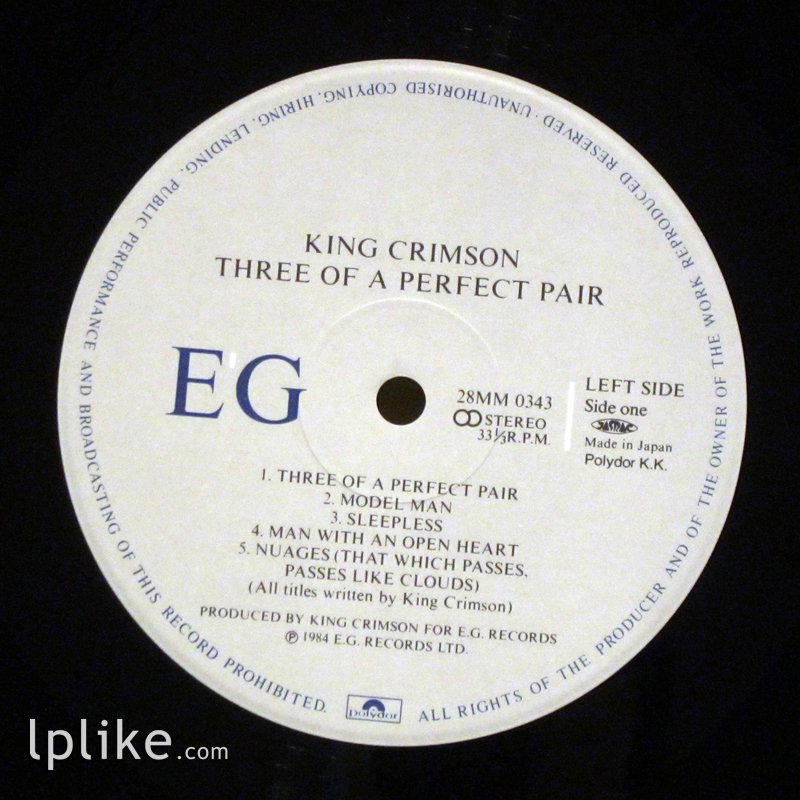 KING CRIMSON
THREE OF A PERFECT PAIR
E'G
28MM 0343
STEREO
33⅓R.P.M.
LEFT SIDE
Side one
JASRAC
Made in Japan
Polydor K.K.
1. THREE OF A PERFECT PAIR
2. MODEL MAN
3. SLEEPLESS
4. MAN WITH AN OPEN HEART
5. NUAGES (THAT WHICH PASSES,
PASSES LIKE CLOUDS)
(All titles written by King Crimson)
PRODUCED BY KING CRIMSON FOR E.G. RECORDS
℗ 1984 E.G. RECORDS LTD.
polydor
ALL RIGHTS OF THE PRODUCER AND OF THE OWNER OF THE WORK REPRODUCED RESERVED · UNAUTHORISED COPYING, HIRING, LENDING, PUBLIC PERFORMANCE AND BROADCASTING OF THIS RECORD PROHIBITED.
lplike.com